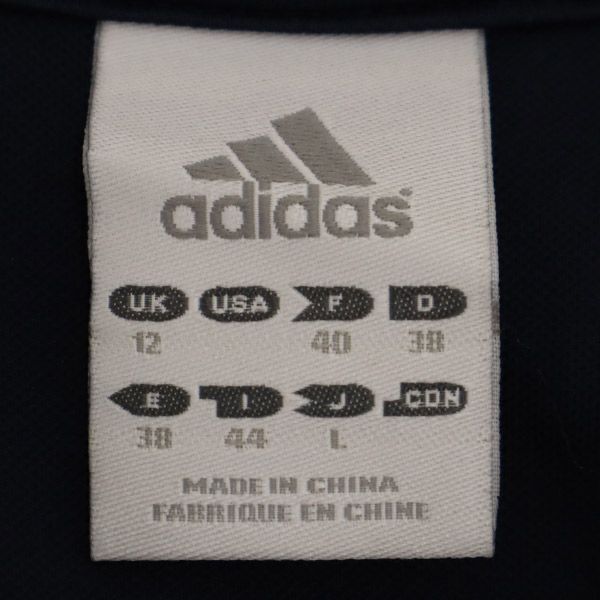 adidas®
UK USA F D
12 40 38
E I J CDN
38 44 L
MADE IN CHINA
FABRIQUE EN CHINE